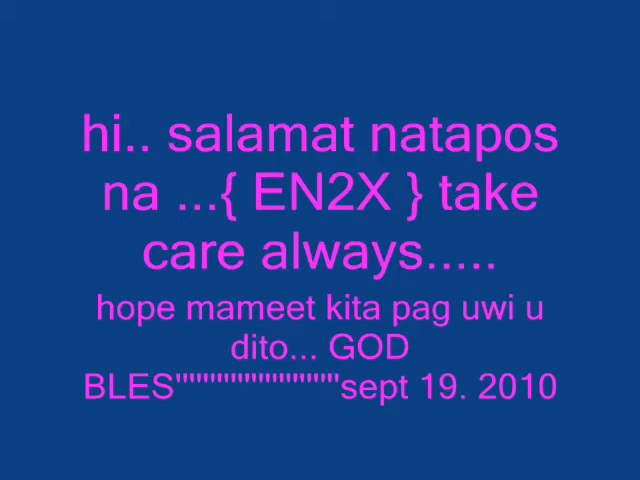 hi.. salamat natapos
na ...{ EN2X } take
care always.....
hope mameet kita pag uwi u
dito... GOD
BLES""""""""""""sept 19. 2010